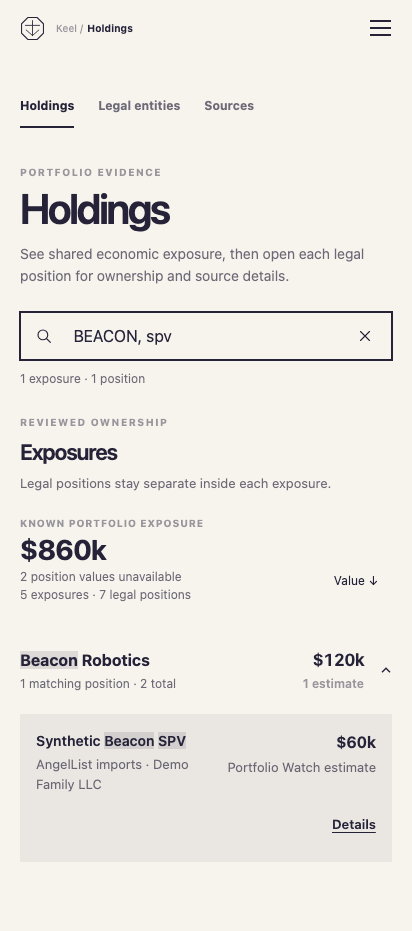 Keel / Holdings
Holdings Legal entities Sources
PORTFOLIO EVIDENCE
Holdings
See shared economic exposure, then open each legal
position for ownership and source details.
BEACON, spv ×
1 exposure · 1 position
REVIEWED OWNERSHIP
Exposures
Legal positions stay separate inside each exposure.
KNOWN PORTFOLIO EXPOSURE
$860k
2 position values unavailable
5 exposures · 7 legal positions
Value ↓
Beacon Robotics
$120k
1 matching position · 2 total
1 estimate
Synthetic Beacon SPV
$60k
AngelList imports · Demo
Family LLC
Portfolio Watch estimate
Details